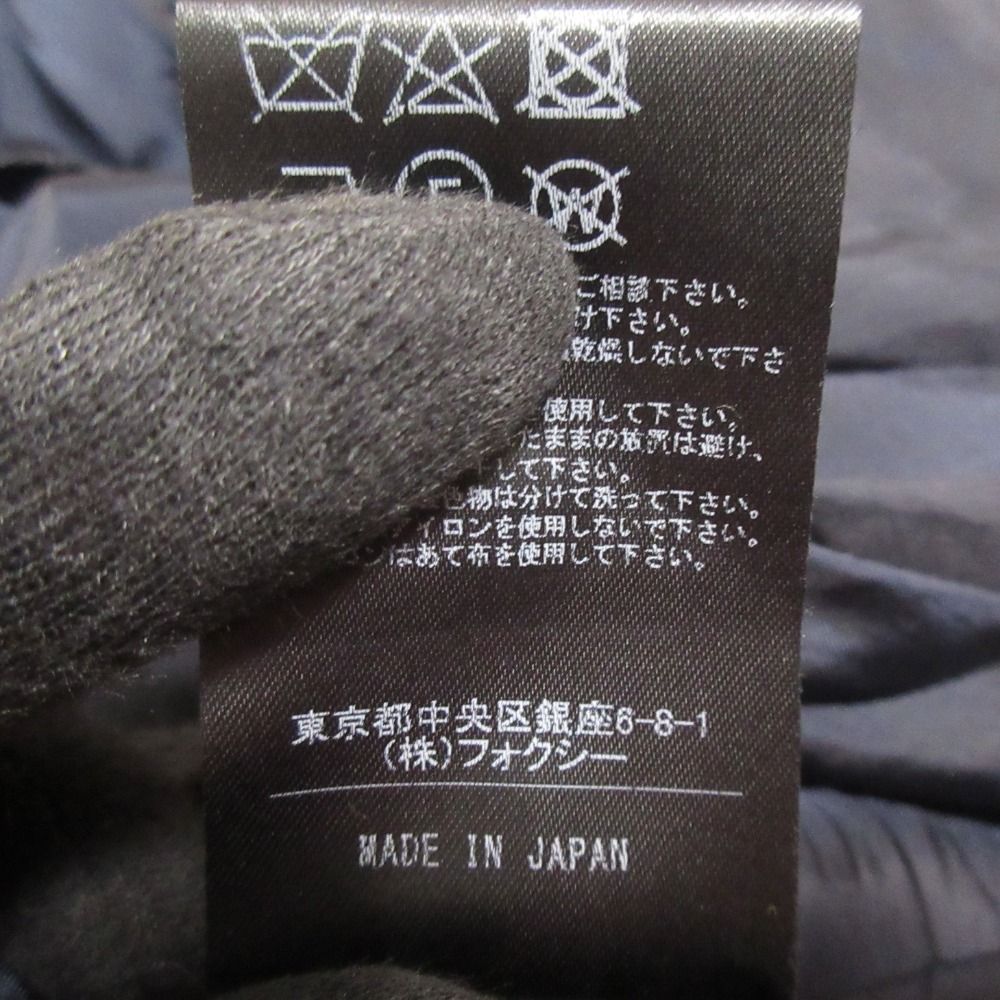 ご相談下さい。
け下さい。
乾燥しないで下さ
使用して下さい。
たままの放置は避け、
して下さい。
色物は分けて洗って下さい。
イロンを使用しないで下さい。
はあて布を使用して下さい。
東京都中央区銀座6-8-1
(株)フォクシー
MADE IN JAPAN